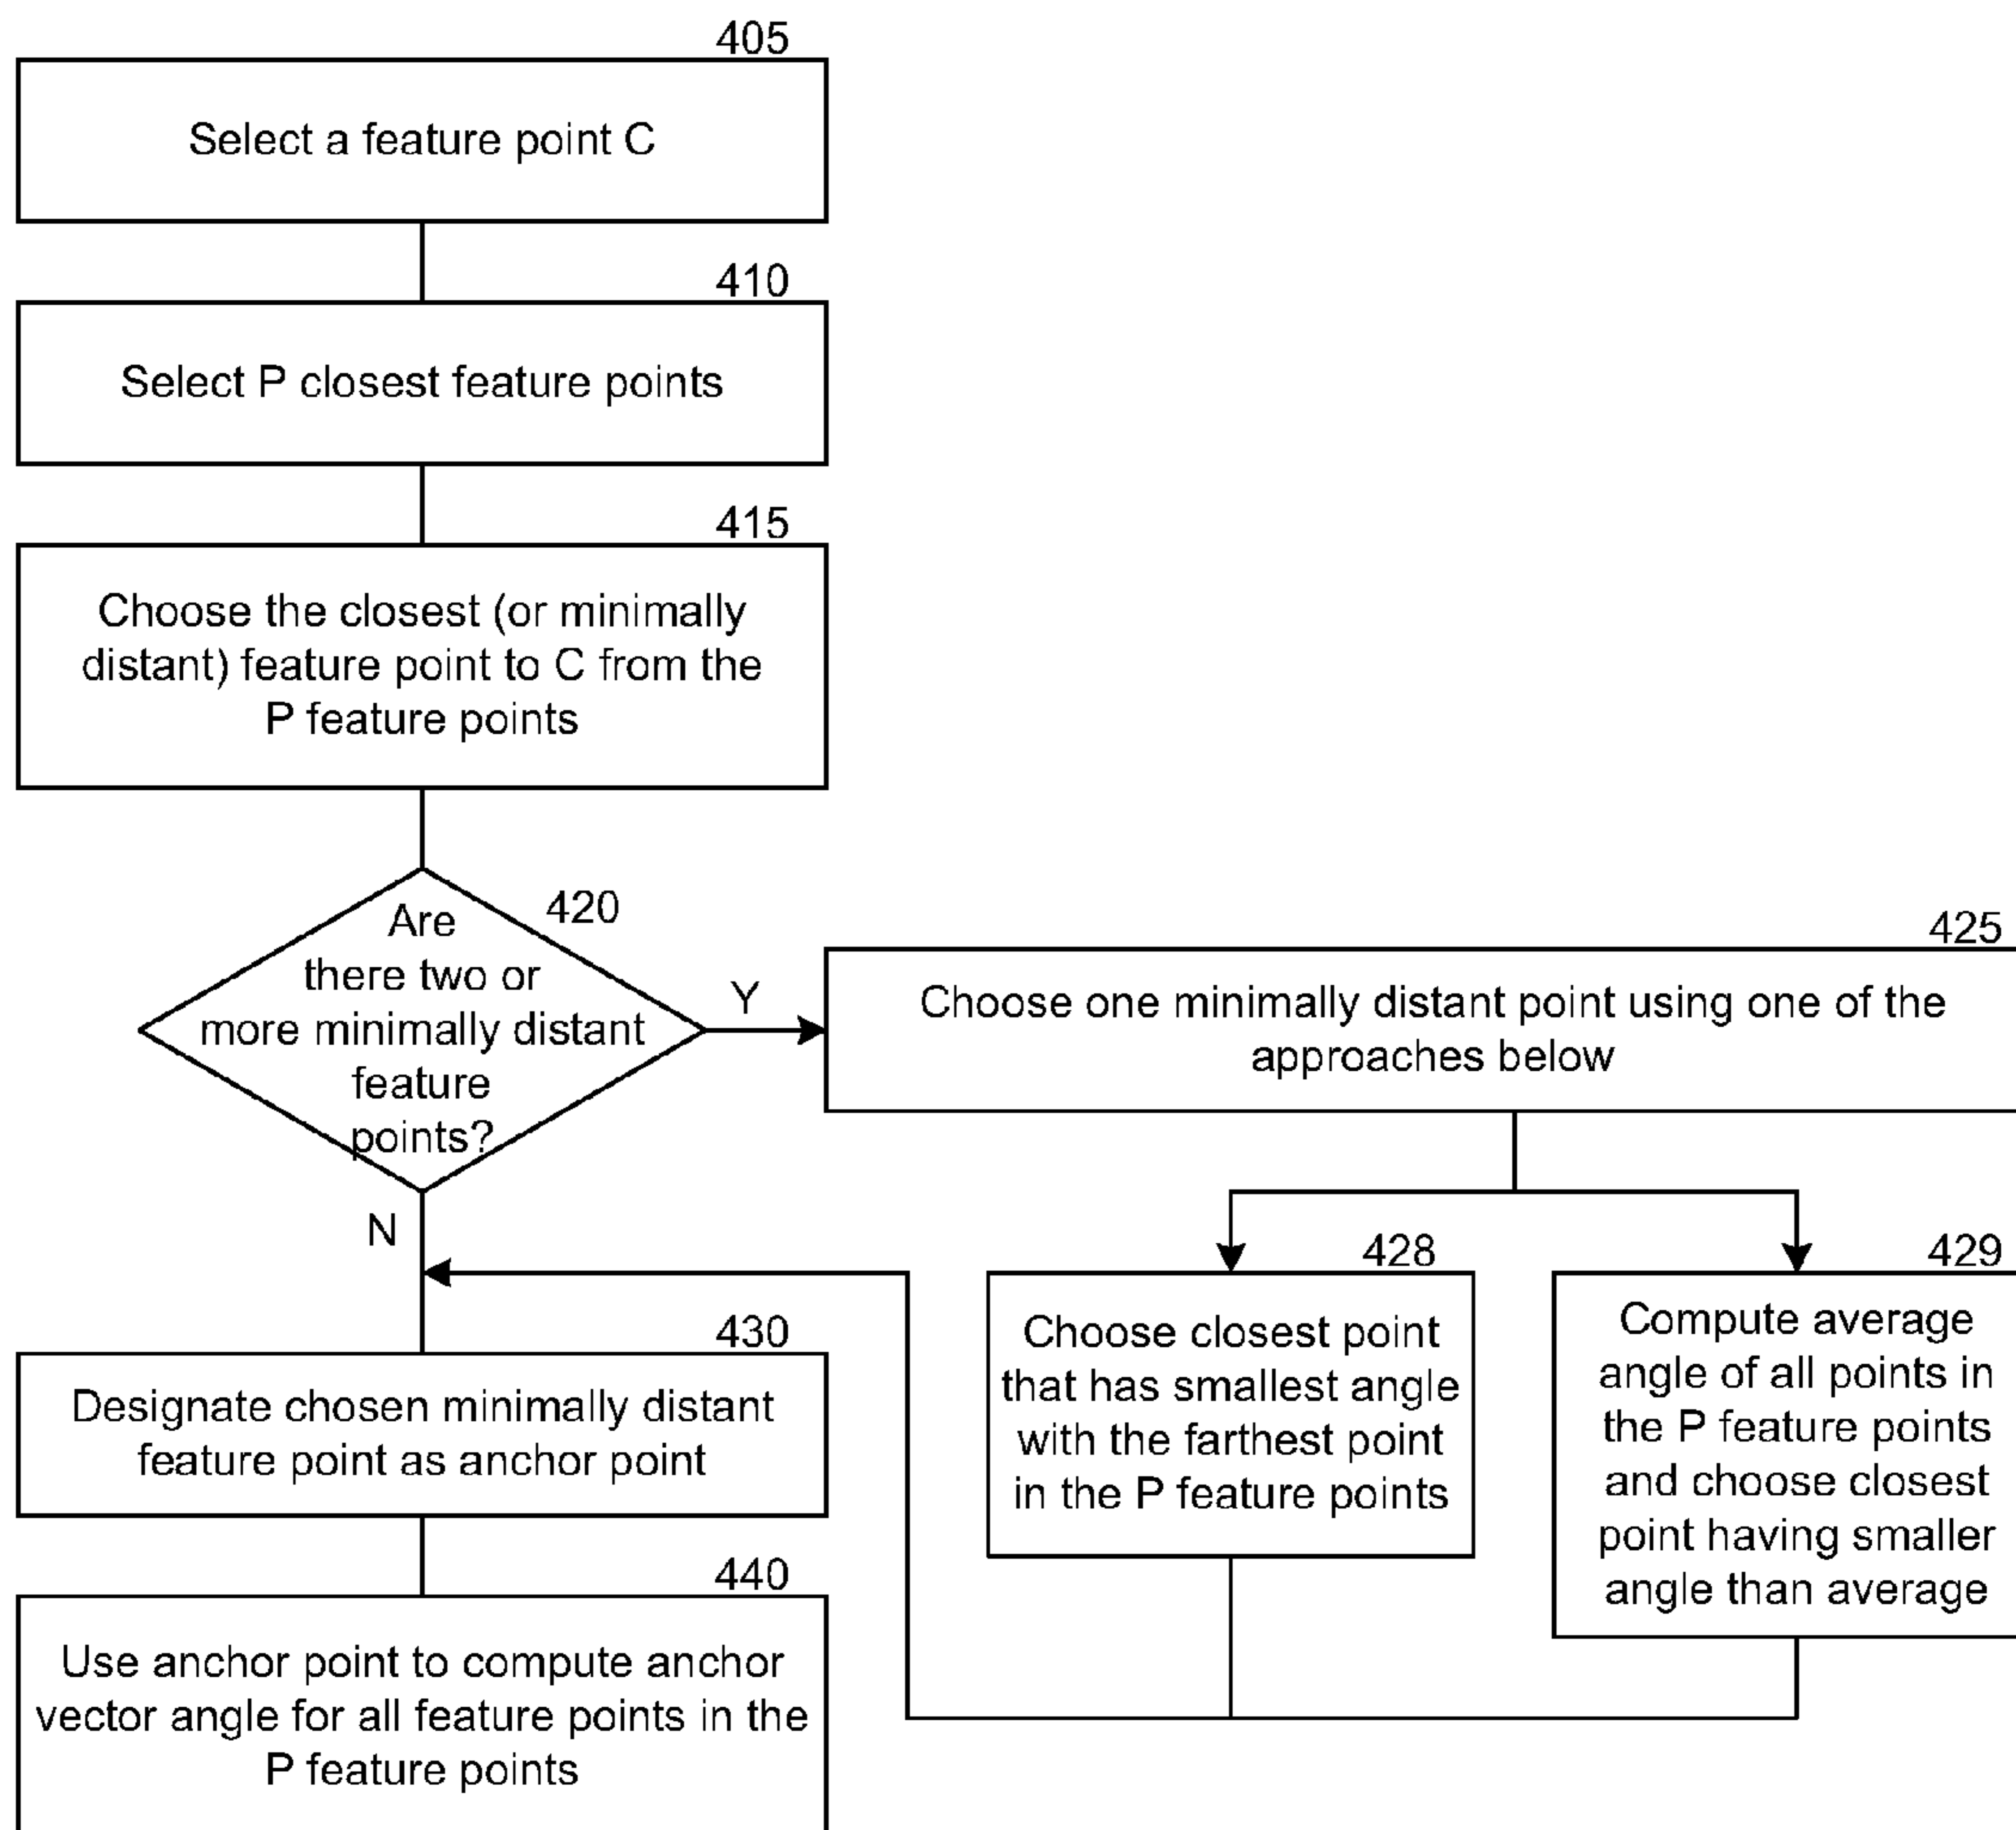 405
Select a feature point C
410
Select P closest feature points
415
Choose the closest (or minimally
distant) feature point to C from the
P feature points
420
Are
there two or
more minimally distant
feature
points?
Y
N
425
Choose one minimally distant point using one of the
approaches below
428
Choose closest point
that has smallest angle
with the farthest point
in the P feature points
429
Compute average
angle of all points in
the P feature points
and choose closest
point having smaller
angle than average
430
Designate chosen minimally distant
feature point as anchor point
440
Use anchor point to compute anchor
vector angle for all feature points in the
P feature points